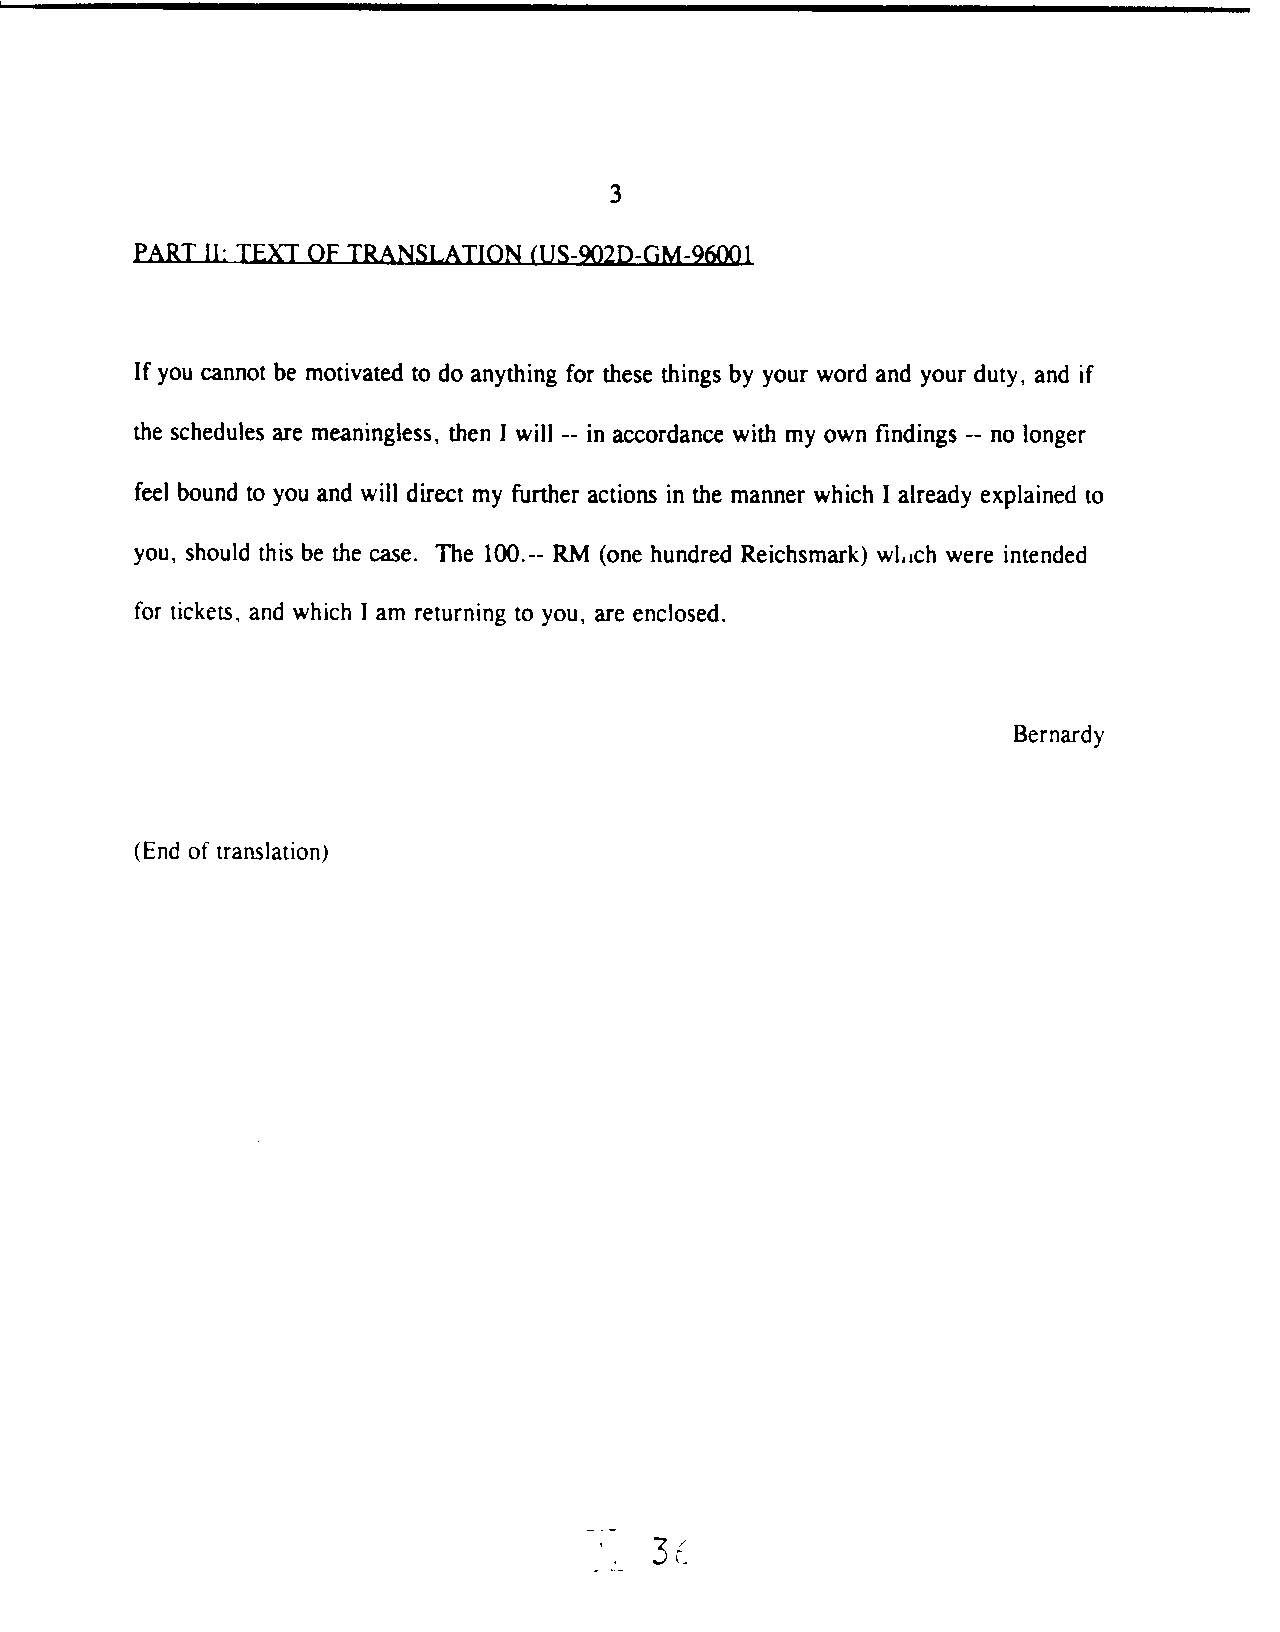 3
PART II: TEXT OF TRANSLATION (US-902D-GM-96001
If you cannot be motivated to do anything for these things by your word and your duty, and if
the schedules are meaningless, then I will -- in accordance with my own findings -- no longer
feel bound to you and will direct my further actions in the manner which I already explained to
you, should this be the case. The 100.-- RM (one hundred Reichsmark) which were intended
for tickets, and which I am returning to you, are enclosed.
Bernardy
(End of translation)